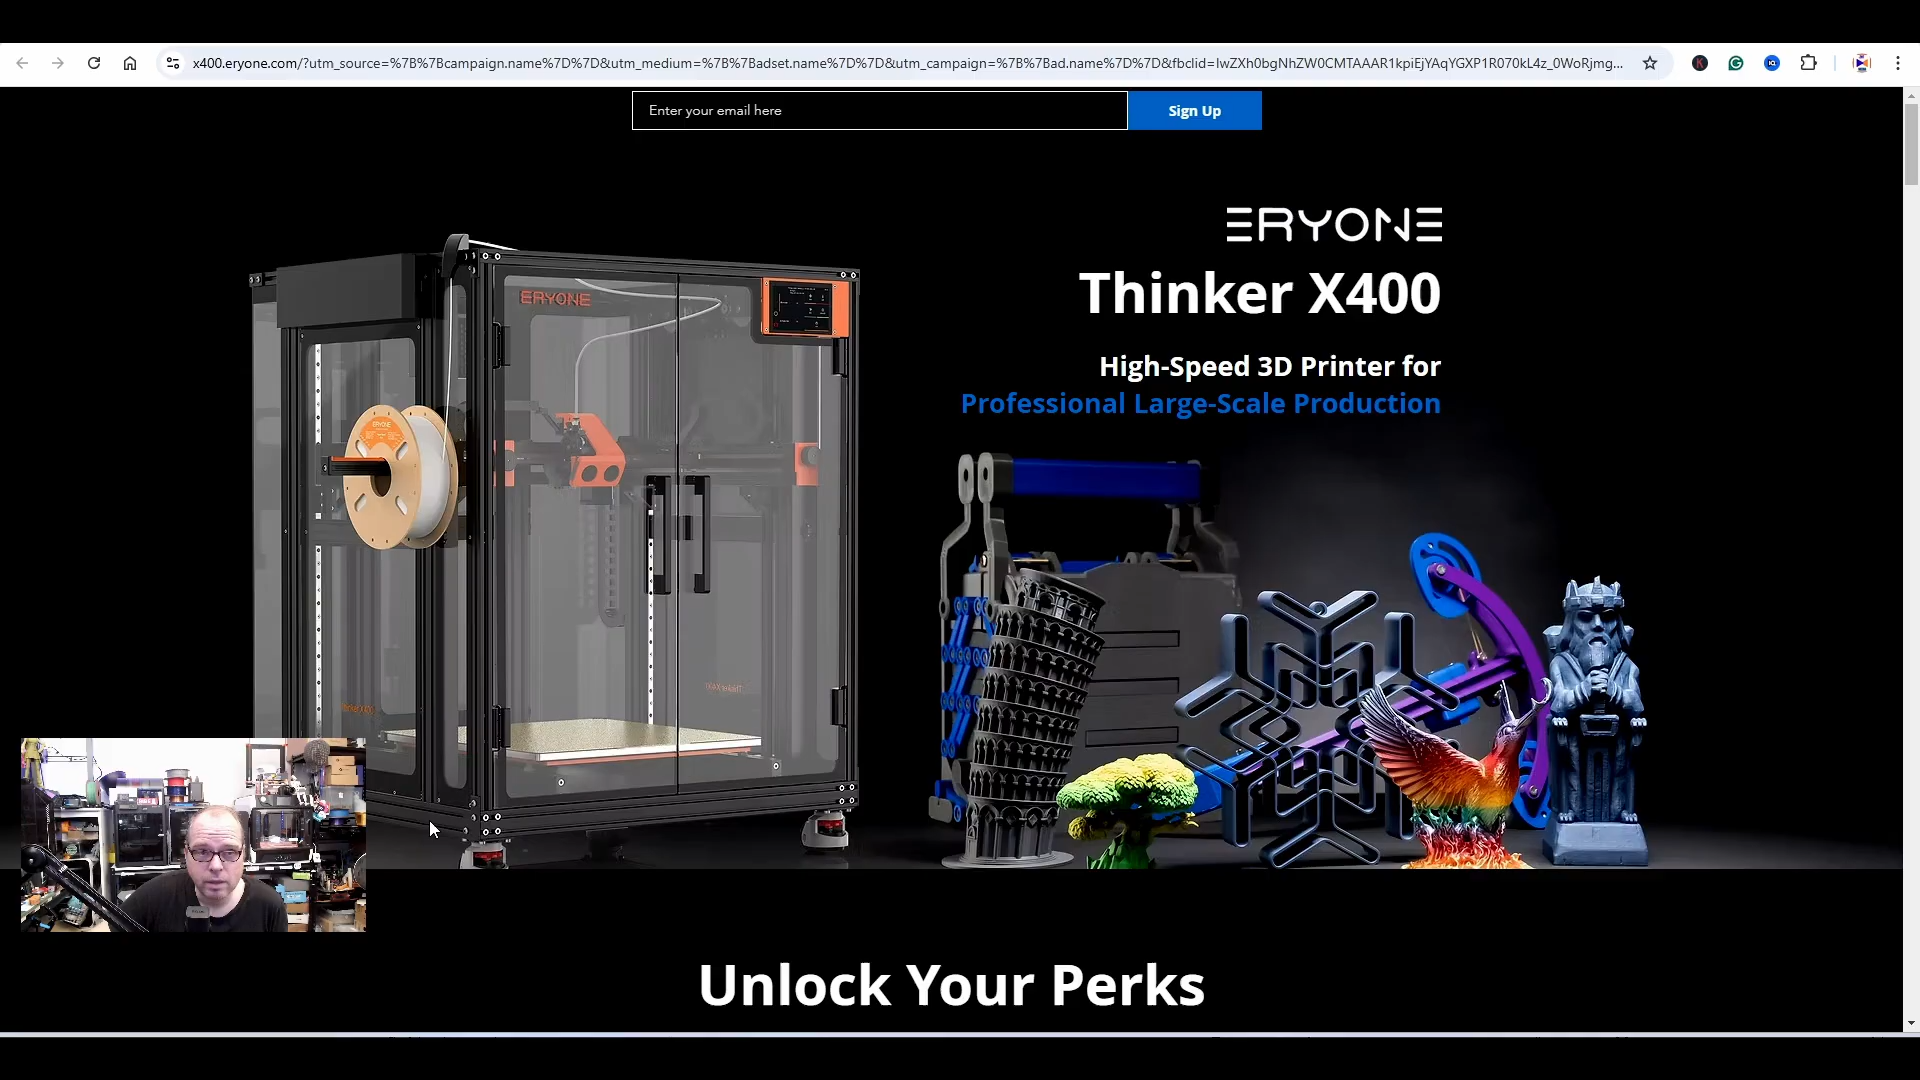 x400.eryone.com/?utm_source=%7B%7Bcampaign.name%7D%7D&utm_medium=%7B%7Badset.name%7D%7D&utm_campaign=%7B%7Bad.name%7D%7D&fbclid=IwZXh0bgNhZW0CMTAAAR1kpiEjYAqYGXP1R070kL4z_0WoRjmg...
Enter your email here
Sign Up
ERYONE
Thinker X400
High-Speed 3D Printer for
Professional Large-Scale Production
ERYONE
Unlock Your Perks